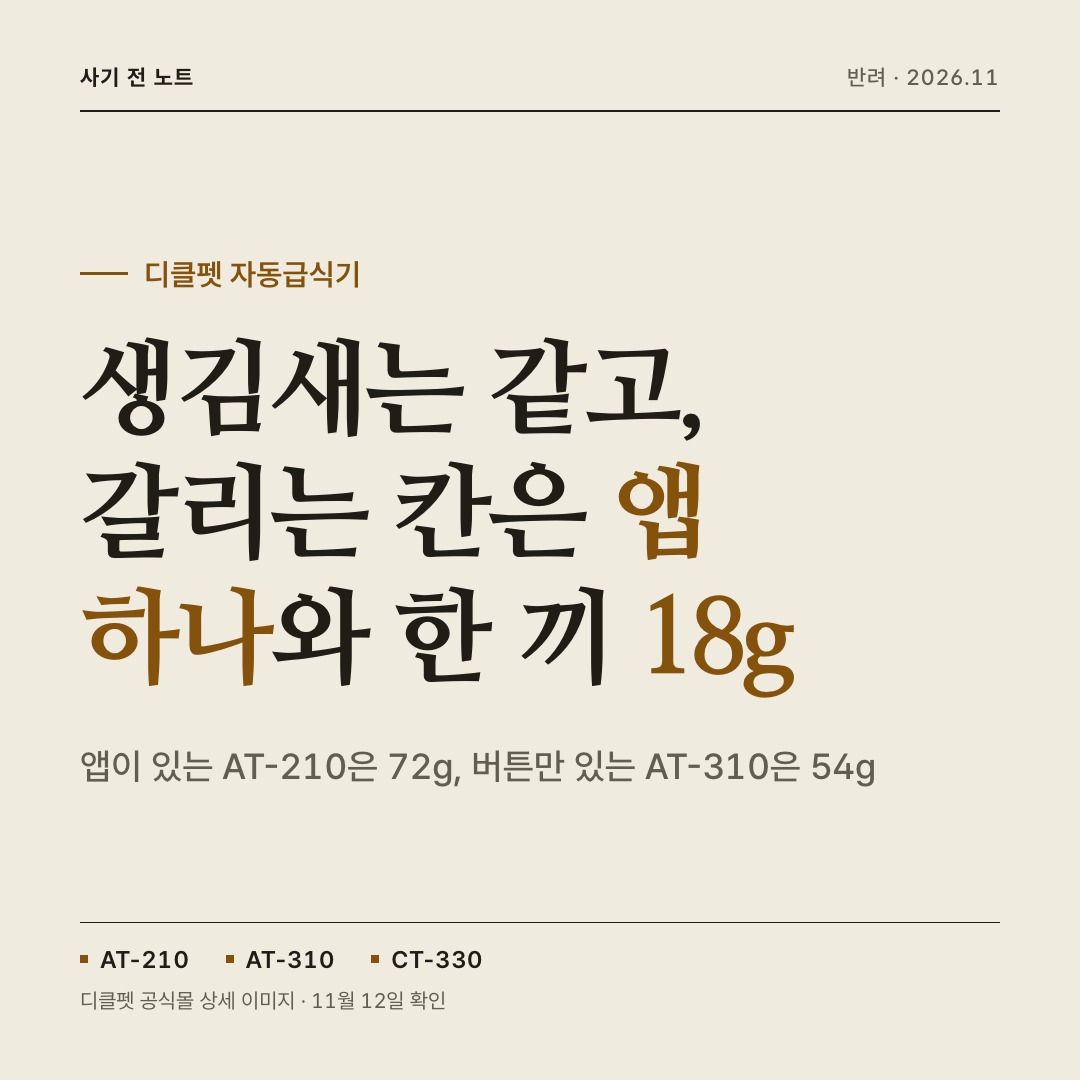 사기 전 노트
반려 · 2026.11
디클펫 자동급식기
생김새는 같고,
갈리는 칸은 앱
하나와 한 끼 18g
앱이 있는 AT-210은 72g, 버튼만 있는 AT-310은 54g
AT-210 AT-310 CT-330
디클펫 공식몰 상세 이미지 · 11월 12일 확인